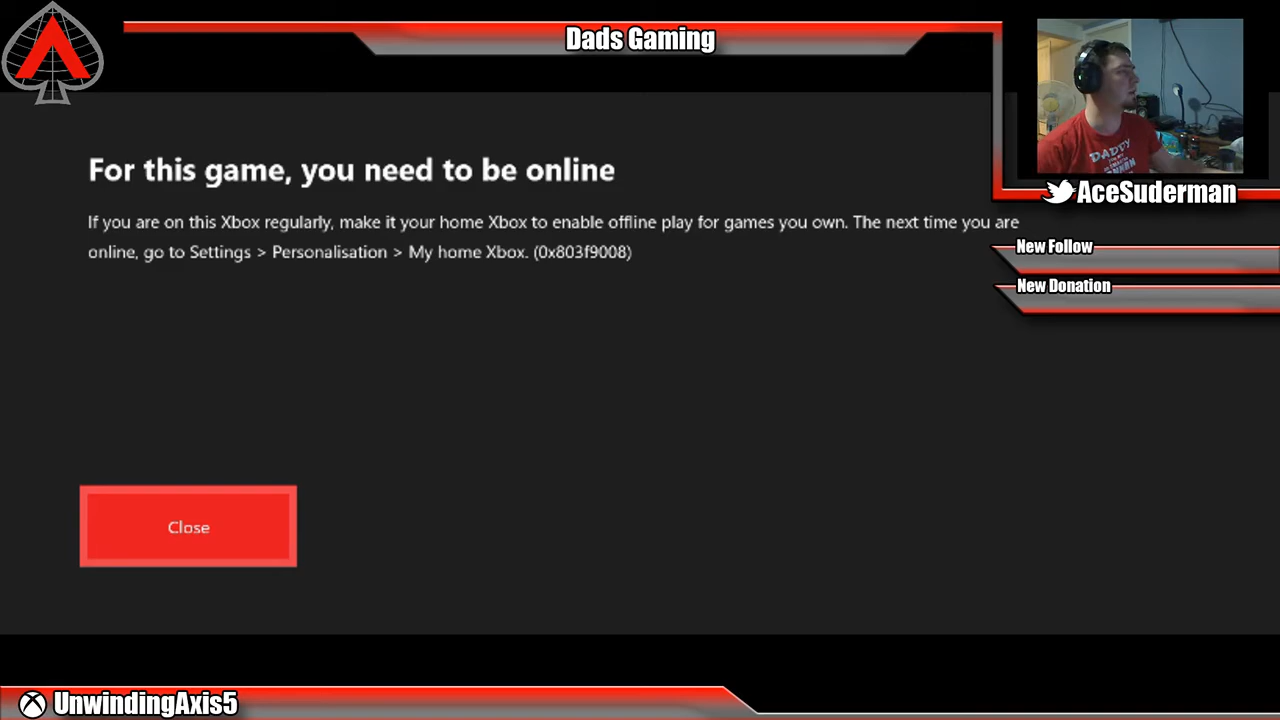 Dads Gaming
For this game, you need to be online
If you are on this Xbox regularly, make it your home Xbox to enable offline play for games you own. The next time you are
online, go to Settings > Personalisation > My home Xbox. (0x803f9008)
Close
DADDY
AceSuderman
New Follow
New Donation
UnwindingAxis5